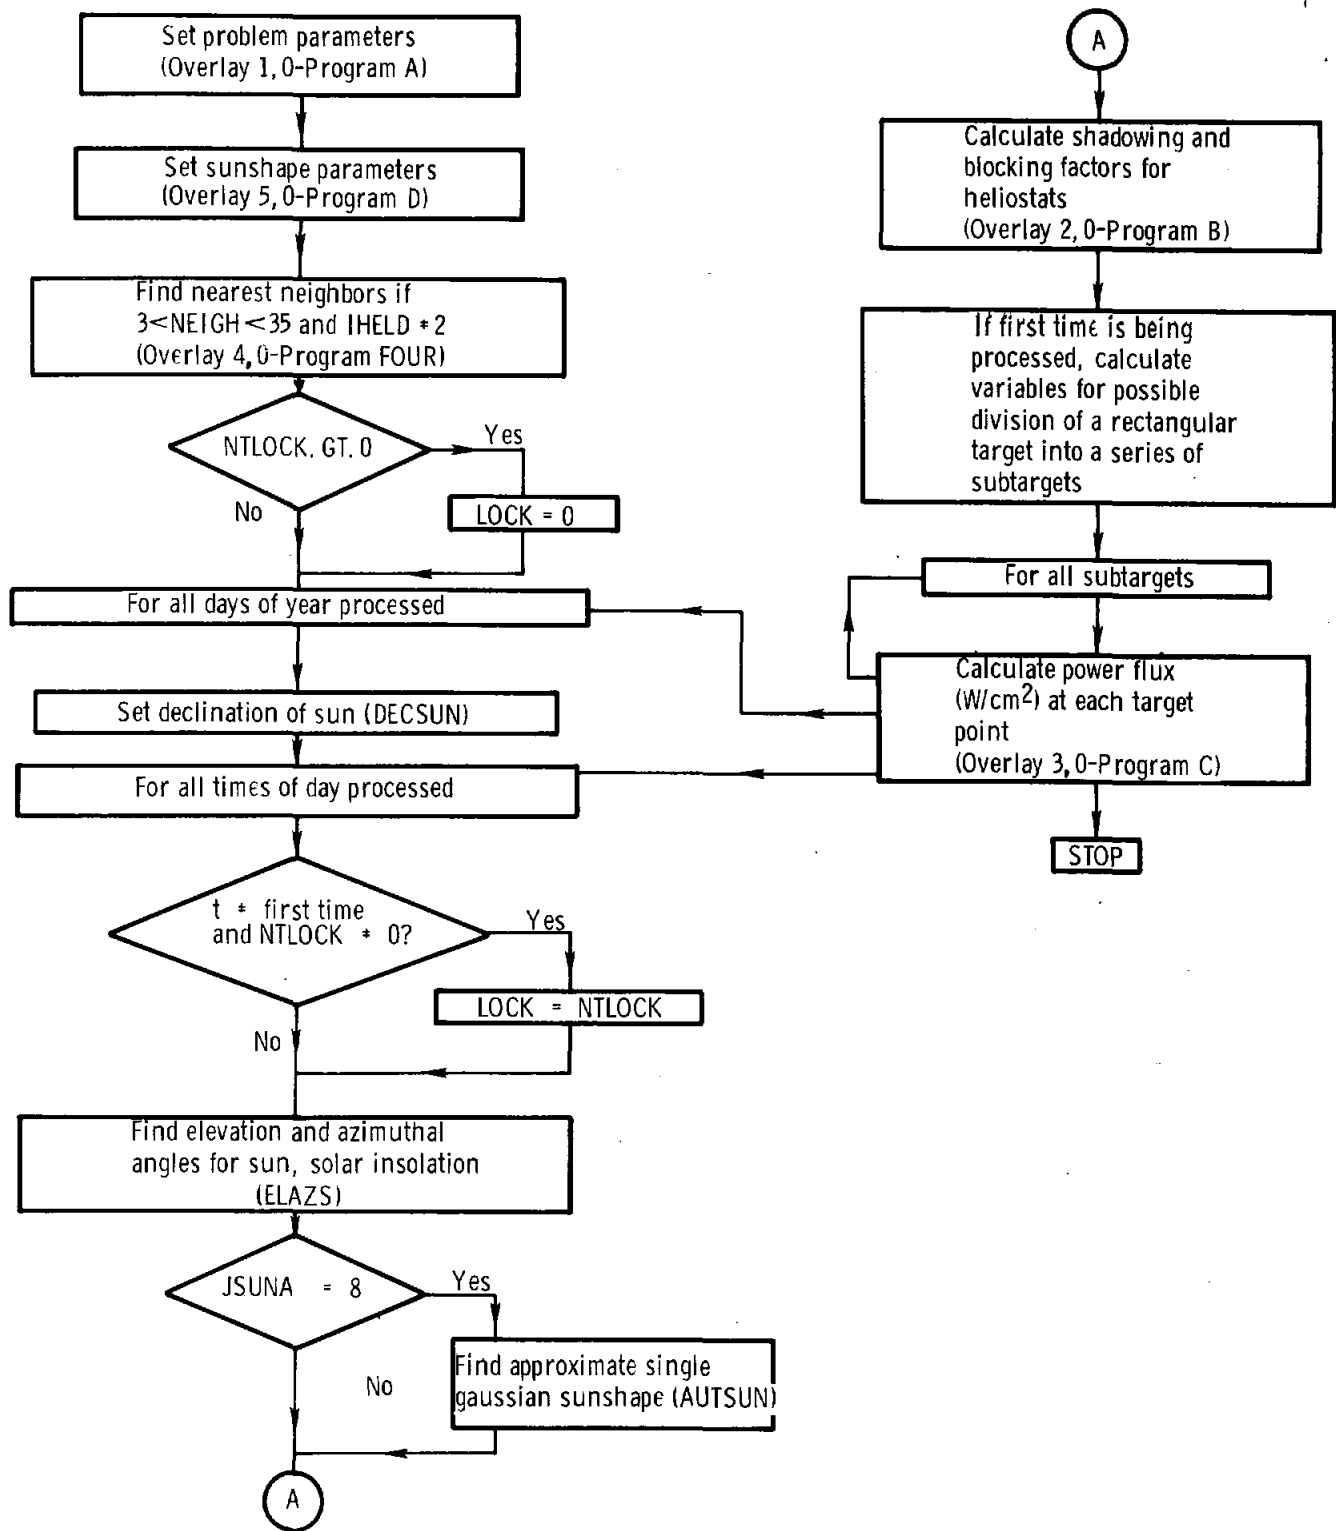 Set problem parameters
(Overlay 1, 0-Program A)
Set sunshape parameters
(Overlay 5, 0-Program D)
Find nearest neighbors if
3<NEIGH<35 and IHELD * 2
(Overlay 4, 0-Program FOUR)
NTLOCK. GT. 0
Yes
No
LOCK = 0
For all days of year processed
Set declination of sun (DECSUN)
For all times of day processed
t * first time
and NTLOCK * 0?
Yes
LOCK = NTLOCK
No
Find elevation and azimuthal
angles for sun, solar insolation
(ELAZS)
JSUNA = 8
Yes
No
Find approximate single
gaussian sunshape (AUTSUN)
A
A
Calculate shadowing and
blocking factors for
heliostats
(Overlay 2, 0-Program B)
If first time is being
processed, calculate
variables for possible
division of a rectangular
target into a series of
subtargets
For all subtargets
Calculate power flux
(W/cm²) at each target
point
(Overlay 3, 0-Program C)
STOP